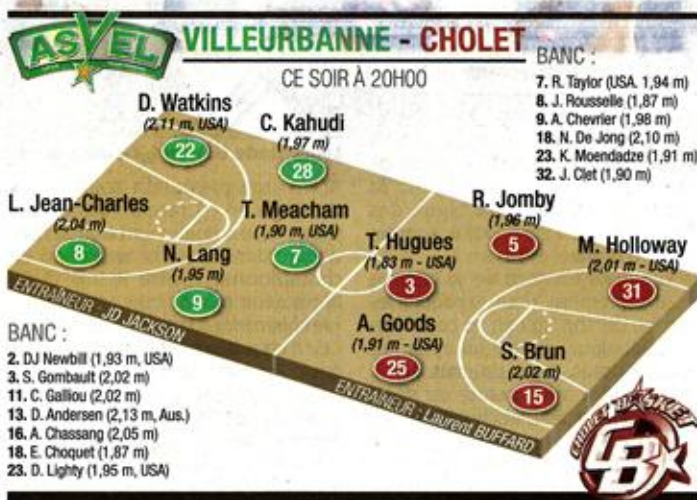 ASVEL
VILLEURBANNE - CHOLET
CE SOIR À 20H00
BANC :
7. R. Taylor (USA. 1,94 m)
8. J. Rousselle (1,87 m)
9. A. Chevrier (1,98 m)
18. N. De Jong (2,10 m)
23. K. Moendadze (1,91 m)
32. J. Clet (1,90 m)
D. Watkins
(2,11 m, USA)
22
C. Kahudi
(1,97 m)
28
L. Jean-Charles
(2,04 m)
8
T. Meacham
(1,90 m, USA)
7
N. Lang
(1,95 m)
9
R. Jomby
(1,96 m)
5
T. Hugues
(1,83 m - USA)
3
M. Holloway
(2,01 m - USA)
31
A. Goods
(1,91 m - USA)
25
S. Brun
(2,02 m)
15
ENTRAÎNEUR : JD JACKSON
ENTRAÎNEUR : Laurent BUFFARD
BANC :
2. DJ Newbill (1,93 m, USA)
3. S. Gombault (2,02 m)
11. C. Galliou (2,02 m)
13. D. Andersen (2,13 m, Aus.)
16. A. Chassang (2,05 m)
18. E. Choquet (1,87 m)
23. D. Lighty (1,95 m, USA)
CHOLET BASKET
CB